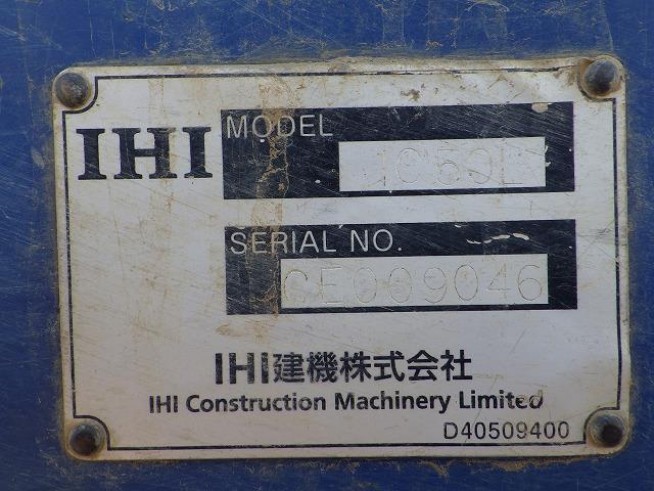 IHI
MODEL
SERIAL NO.
CE009046
IHI建機株式会社
IHI Construction Machinery Limited
D40509400